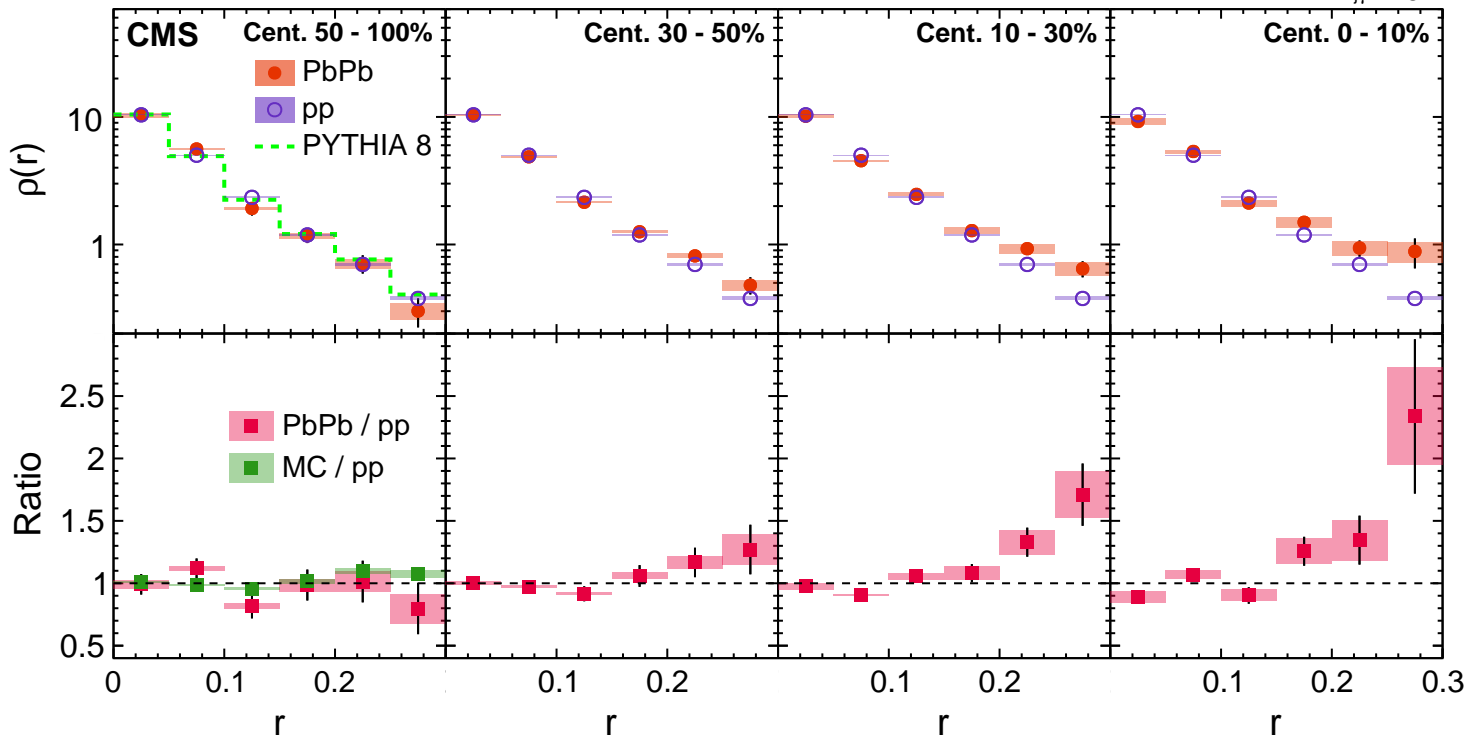 CMS Cent. 50 - 100% Cent. 30 - 50% Cent. 10 - 30% Cent. 0 - 10%
PbPb
pp
PYTHIA 8
ρ(r)
10
1
PbPb / pp
MC / pp
Ratio
2.5
2
1.5
1
0.5
0 0.1 0.2 0.1 0.2 0.1 0.2 0.1 0.2 0.3
r r r r